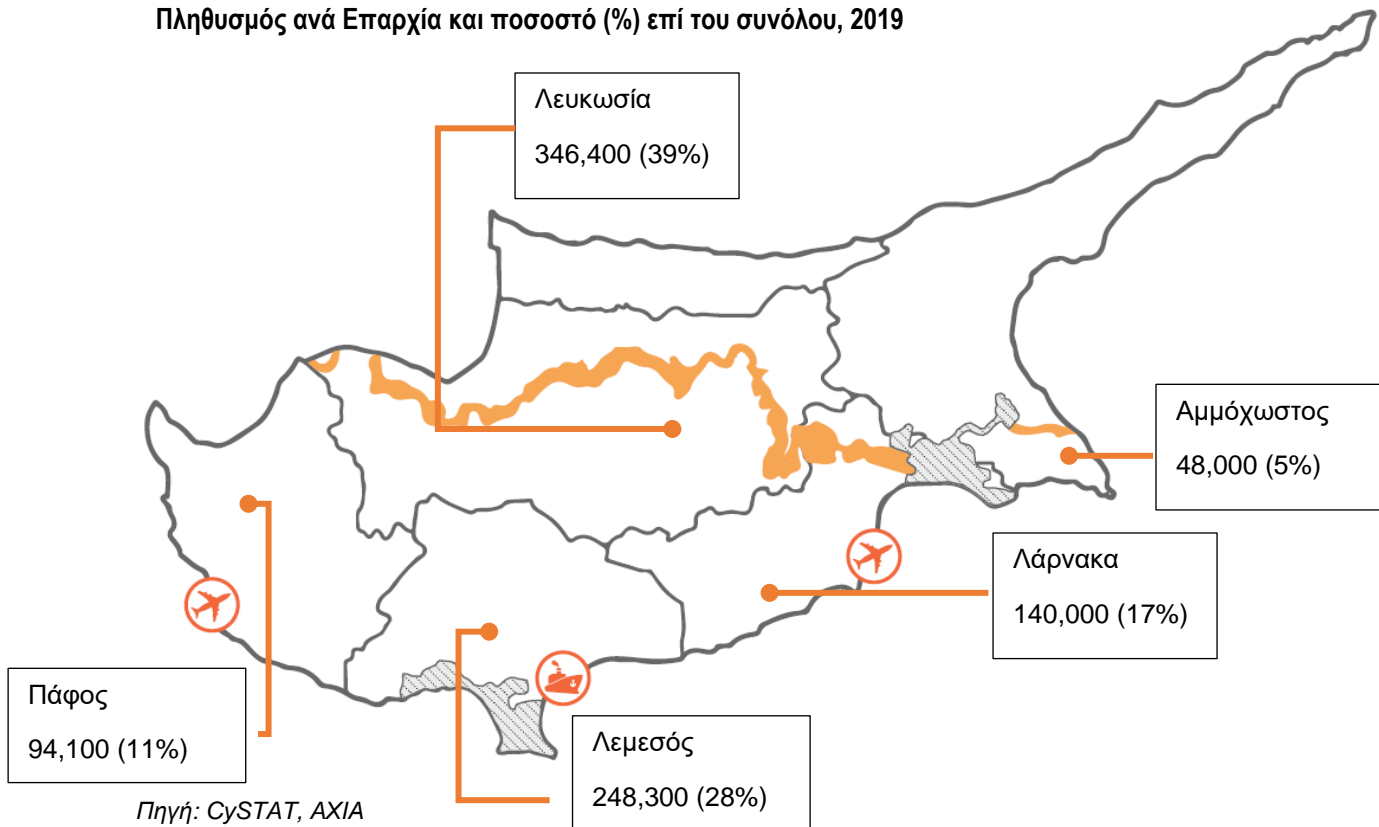 Πληθυσμός ανά Επαρχία και ποσοστό (%) επί του συνόλου, 2019
Λευκωσία
346,400 (39%)
Αμμόχωστος
48,000 (5%)
Λάρνακα
140,000 (17%)
Πάφος
94,100 (11%)
Λεμεσός
248,300 (28%)
Πηγή: CySTAT, AXIA